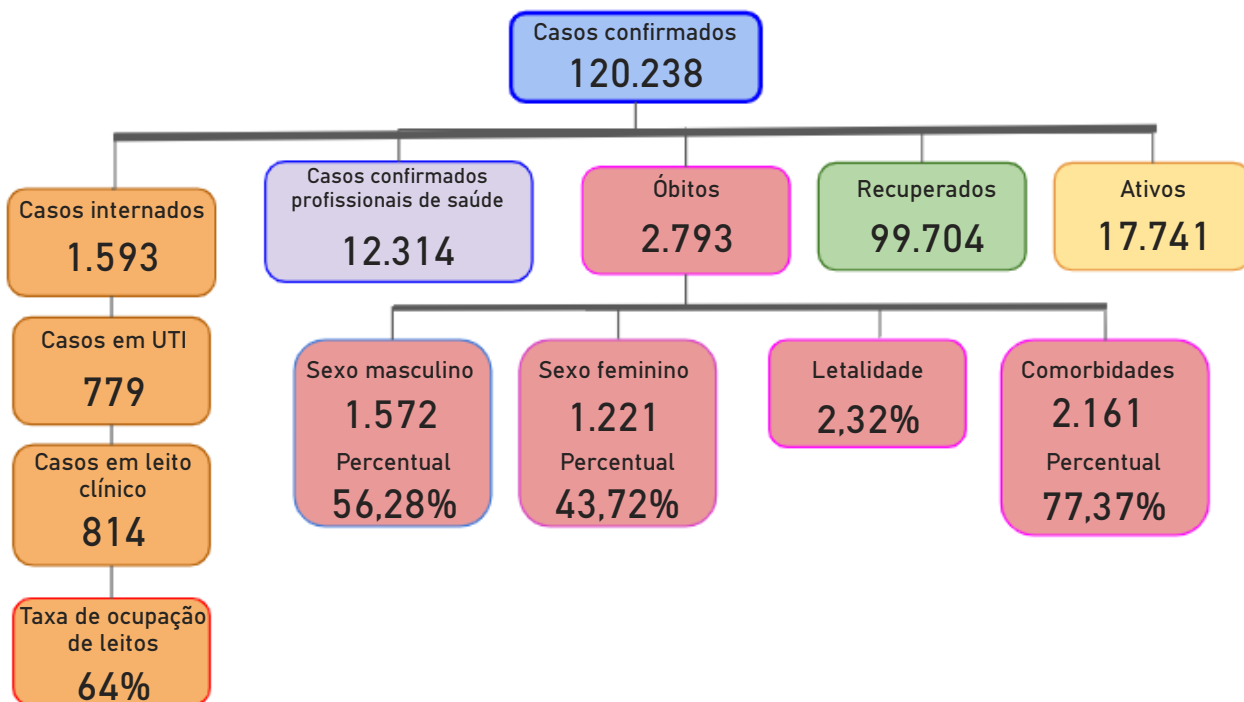 Casos confirmados
120.238
Casos internados
1.593
Casos em UTI
779
Casos em leito
clínico
814
Taxa de ocupação
de leitos
64%
Casos confirmados
profissionais de saúde
12.314
Óbitos
2.793
Recuperados
99.704
Ativos
17.741
Sexo masculino
1.572
Percentual
56,28%
Sexo feminino
1.221
Percentual
43,72%
Letalidade
2,32%
Comorbidades
2.161
Percentual
77,37%